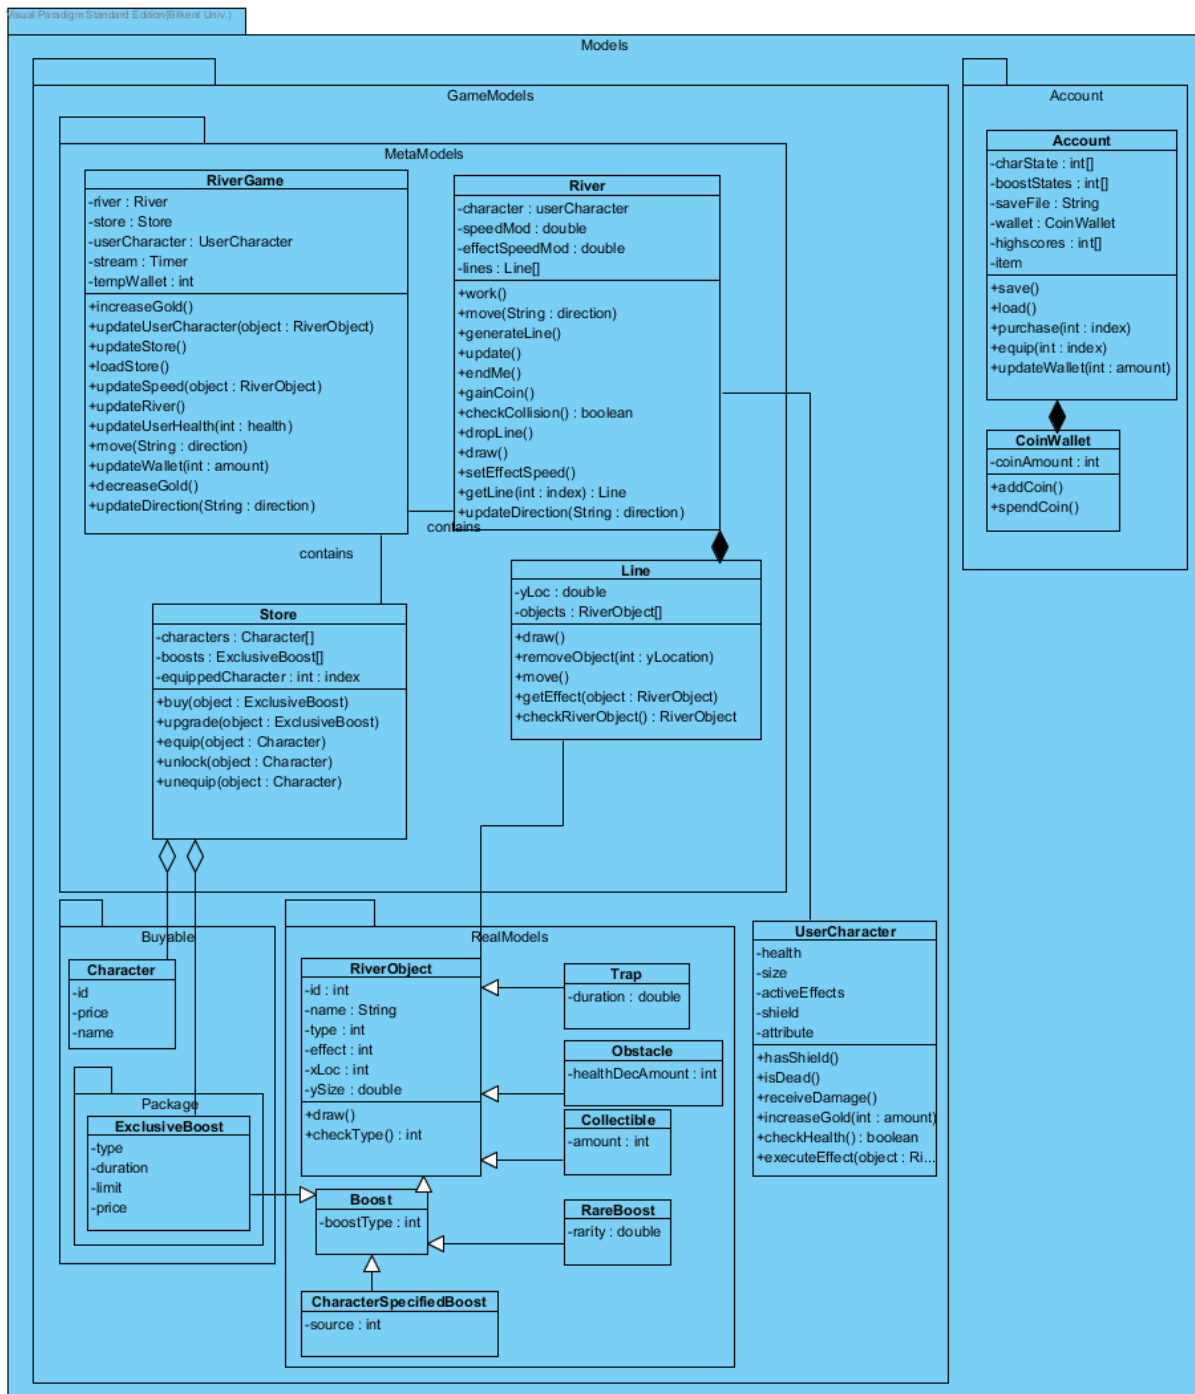 Visual Paradigm Standard Edition(Bilkent Univ.)
Models
GameModels
MetaModels
RiverGame
-river : River
-store : Store
-userCharacter : UserCharacter
-stream : Timer
-tempWallet : int
+increaseGold()
+updateUserCharacter(object : RiverObject)
+updateStore()
+loadStore()
+updateSpeed(object : RiverObject)
+updateRiver()
+updateUserHealth(int : health)
+move(String : direction)
+updateWallet(int : amount)
+decreaseGold()
+updateDirection(String : direction)
River
-character : userCharacter
-speedMod : double
-effectSpeedMod : double
-lines : Line[]
+work()
+move(String : direction)
+generateLine()
+update()
+endMe()
+gainCoin()
+checkCollision() : boolean
+dropLine()
+draw()
+setEffectSpeed()
+getLine(int : index) : Line
+updateDirection(String : direction)
contains
contains
Store
-characters : Character[]
-boosts : ExclusiveBoost[]
-equippedCharacter : int : index
+buy(object : ExclusiveBoost)
+upgrade(object : ExclusiveBoost)
+equip(object : Character)
+unlock(object : Character)
+unequip(object : Character)
Line
-yLoc : double
-objects : RiverObject[]
+draw()
+removeObject(int : yLocation)
+move()
+getEffect(object : RiverObject)
+checkRiverObject() : RiverObject
Account
Account
-charState : int[]
-boostStates : int[]
-saveFile : String
-wallet : CoinWallet
-highscores : int[]
-item
+save()
+load()
+purchase(int : index)
+equip(int : index)
+updateWallet(int : amount)
CoinWallet
-coinAmount : int
+addCoin()
+spendCoin()
Buyable
Character
-id
-price
-name
Package
ExclusiveBoost
-type
-duration
-limit
-price
RealModels
RiverObject
-id : int
-name : String
-type : int
-effect : int
-xLoc : int
-ySize : double
+draw()
+checkType() : int
Trap
-duration : double
Obstacle
-healthDecAmount : int
Collectible
-amount : int
Boost
-boostType : int
RareBoost
-rarity : double
CharacterSpecifiedBoost
-source : int
UserCharacter
-health
-size
-activeEffects
-shield
-attribute
+hasShield()
+isDead()
+receiveDamage()
+increaseGold(int : amount)
+checkHealth() : boolean
+executeEffect(object : Ri...